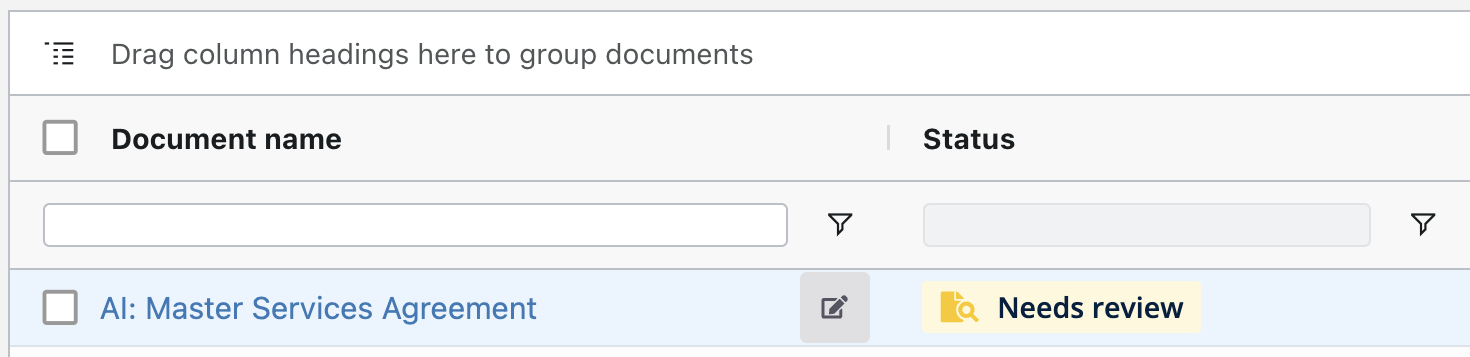 Drag column headings here to group documents
Document name Status
AI: Master Services Agreement Needs review